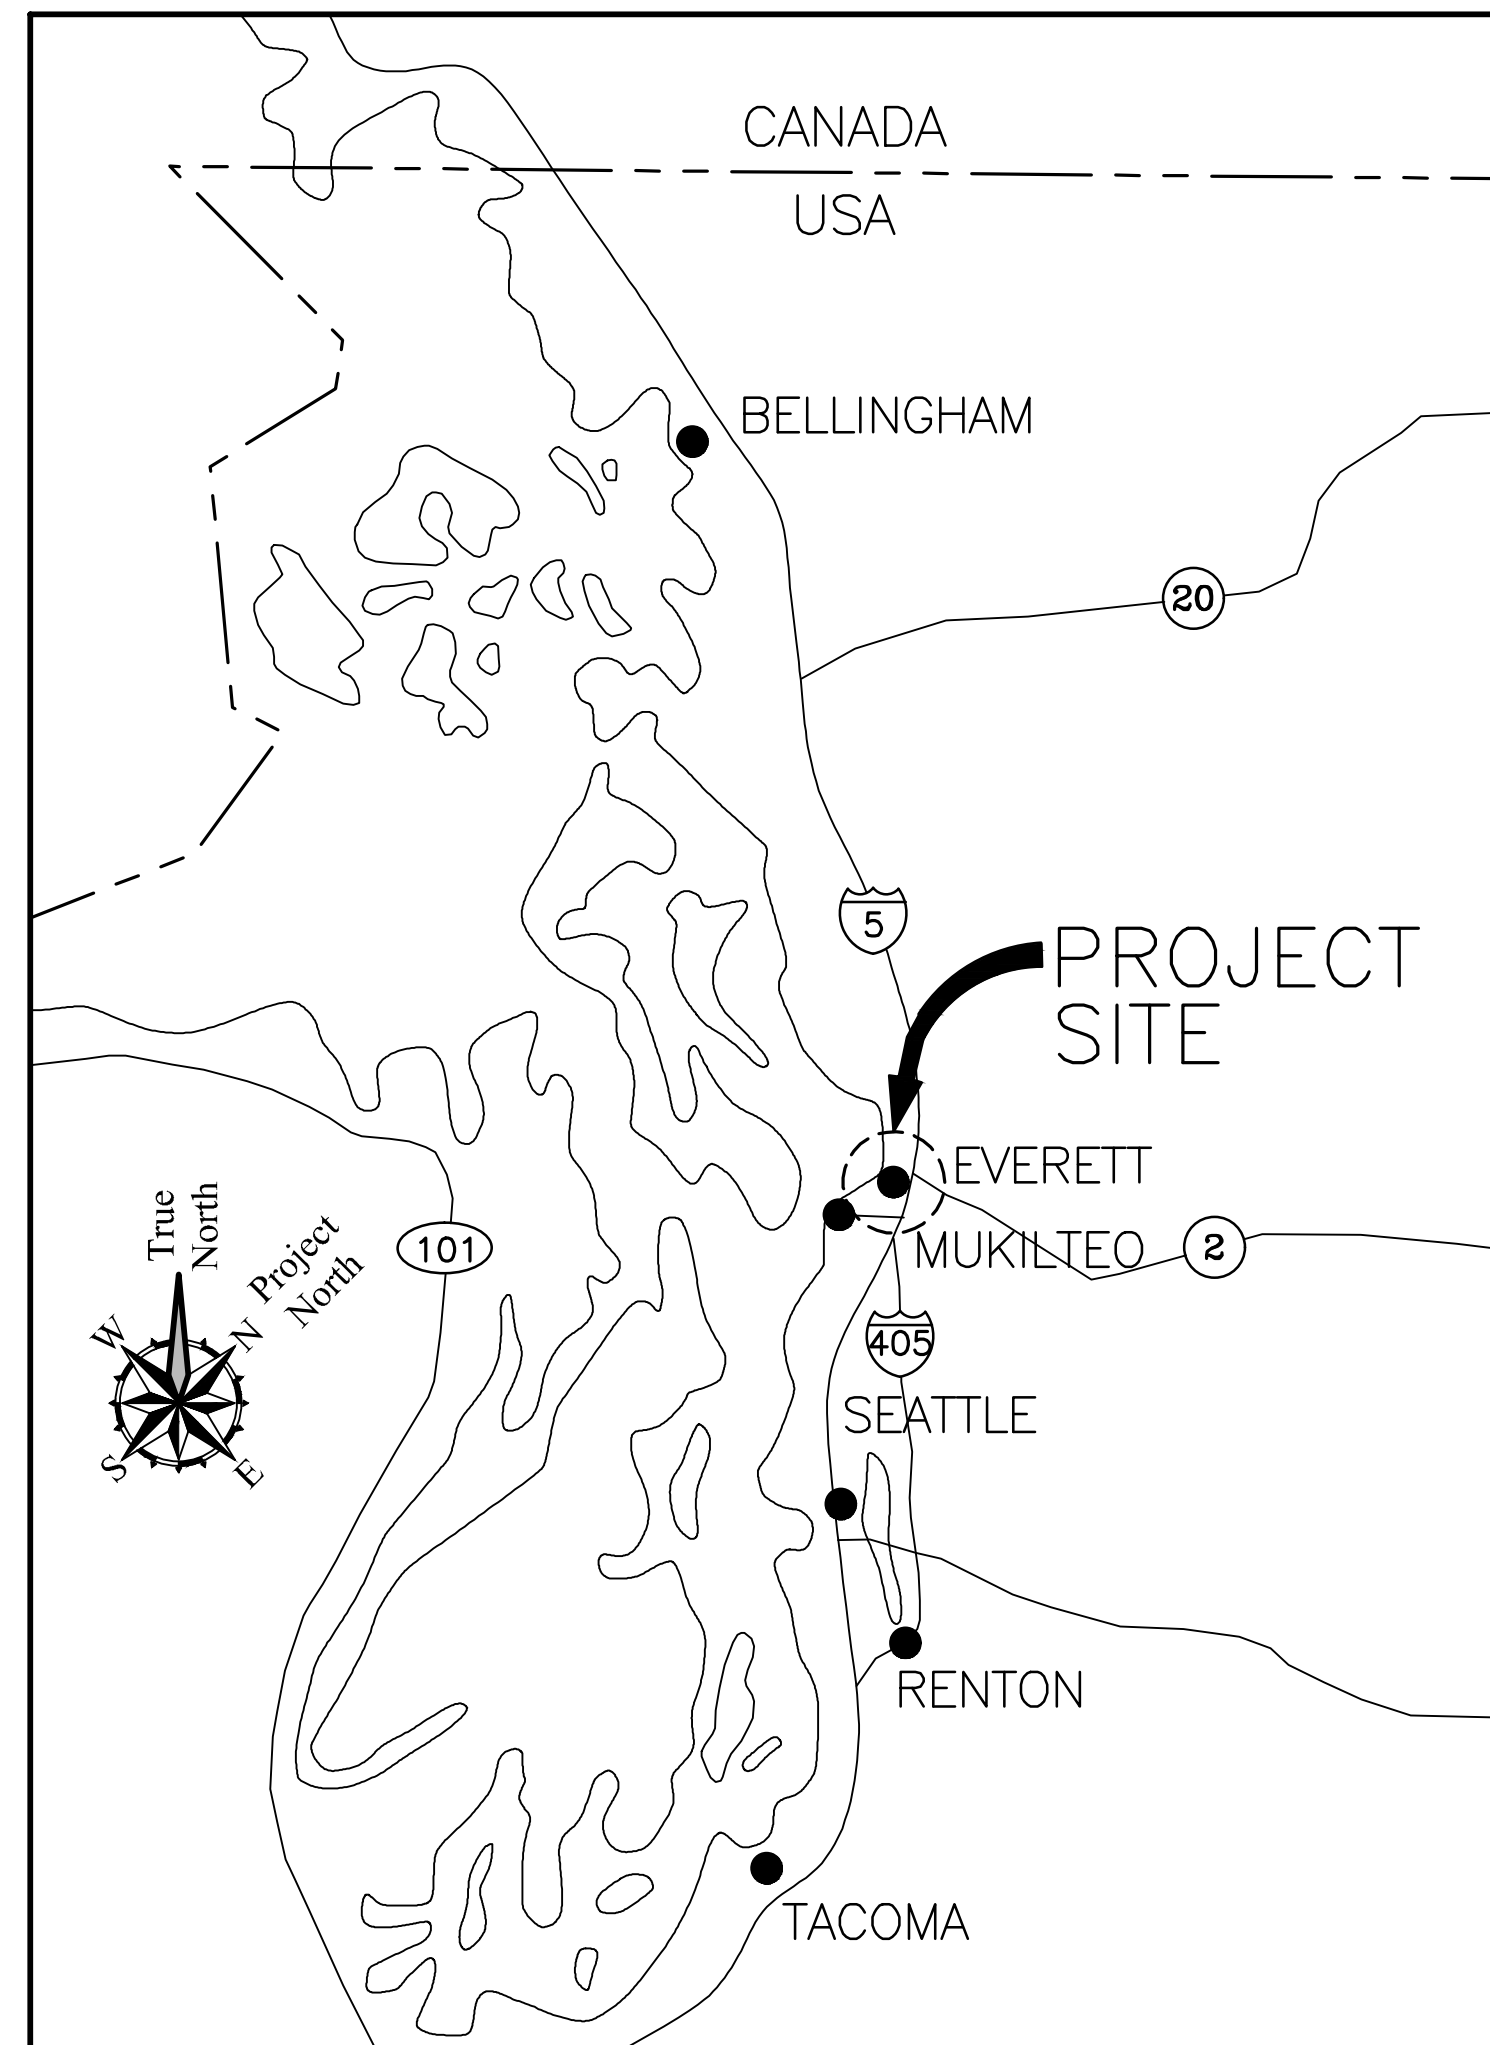 CANADA
USA
BELLINGHAM
20
5
PROJECT
SITE
EVERETT
MUKILTEO
2
101
True
North
Project
North
W
N
S
E
405
SEATTLE
RENTON
TACOMA